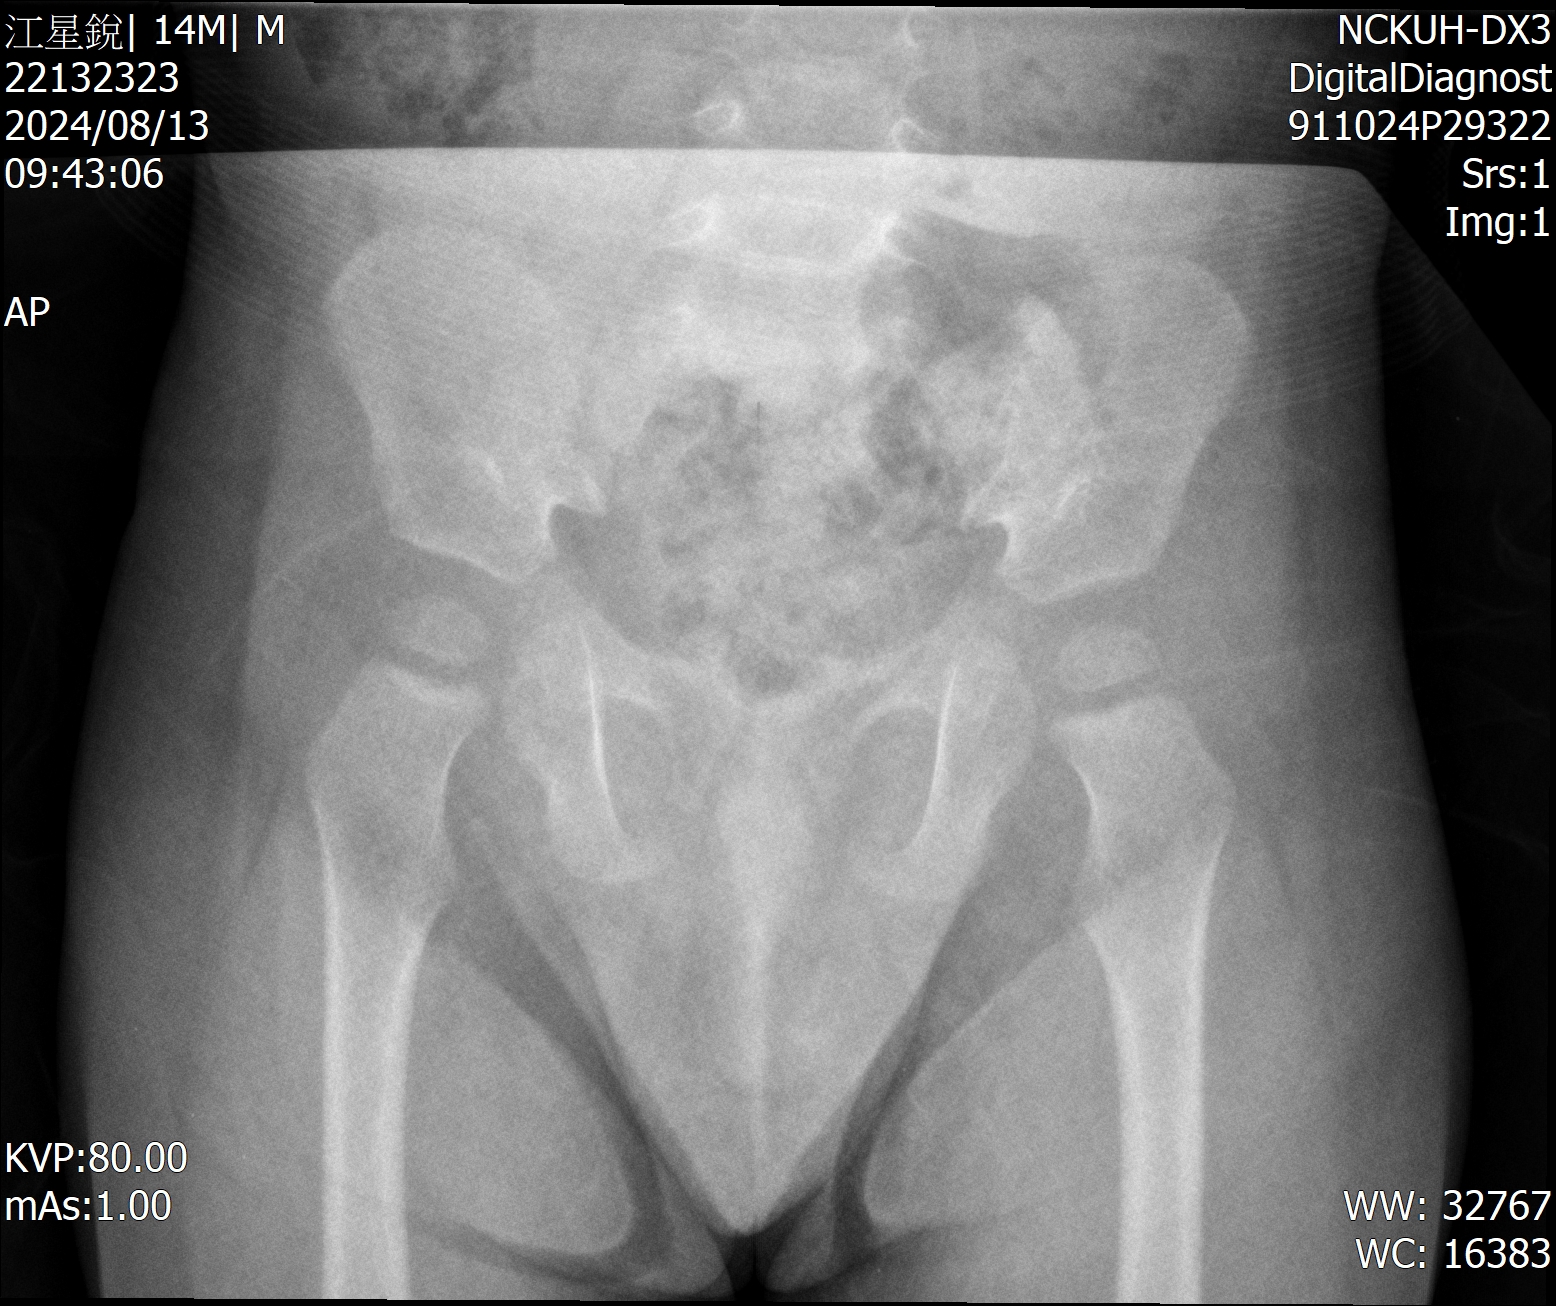 江星銳| 14M| M
22132323
2024/08/13
09:43:06
AP
NCKUH-DX3
DigitalDiagnost
911024P29322
Srs:1
Img:1
KVP:80.00
mAs:1.00
WW: 32767
WC: 16383